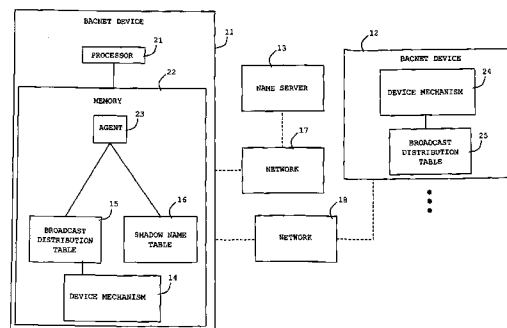 BACNET DEVICE
11
21
PROCESSOR
22
MEMORY
23
AGENT
15
BROADCAST
DISTRIBUTION
TABLE
16
SHADOW NAME
TABLE
14
DEVICE MECHANISM
13
NAME SERVER
17
NETWORK
18
NETWORK
12
BACNET DEVICE
24
DEVICE MECHANISM
25
BROADCAST
DISTRIBUTION
TABLE